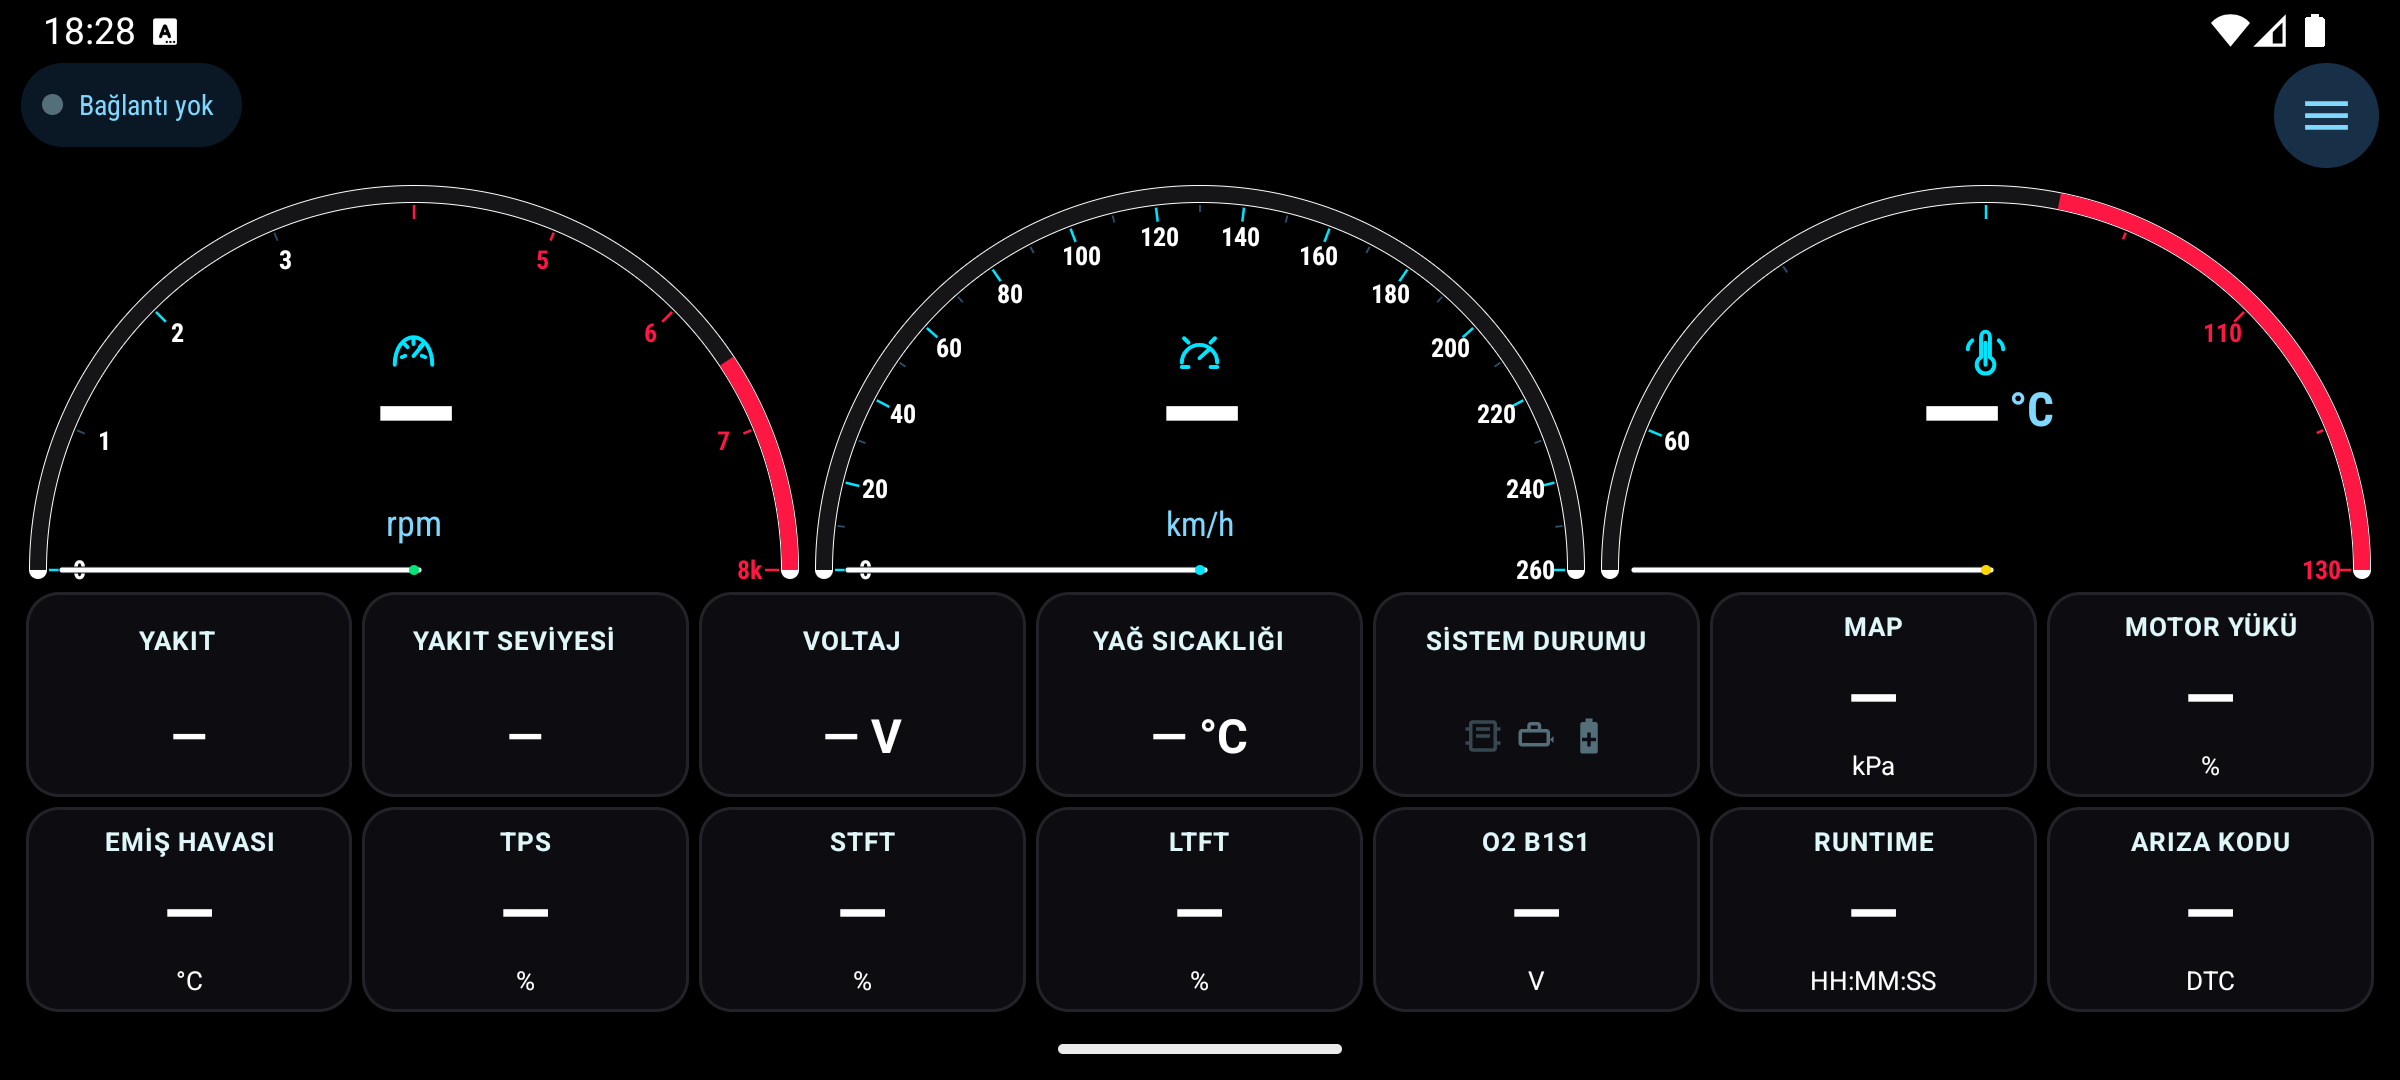 18:28
Bağlantı yok
0 1 2 3 5 6 7 8k
rpm
0 20 40 60 80 100 120 140 160 180 200 220 240 260
km/h
60 110 130
°C
YAKIT
–
YAKIT SEVİYESİ
–
VOLTAJ
– V
YAĞ SICAKLIĞI
– °C
SİSTEM DURUMU
MAP
—
kPa
MOTOR YÜKÜ
—
%
EMİŞ HAVASI
—
°C
TPS
—
%
STFT
—
%
LTFT
—
%
O2 B1S1
—
V
RUNTIME
—
HH:MM:SS
ARIZA KODU
—
DTC